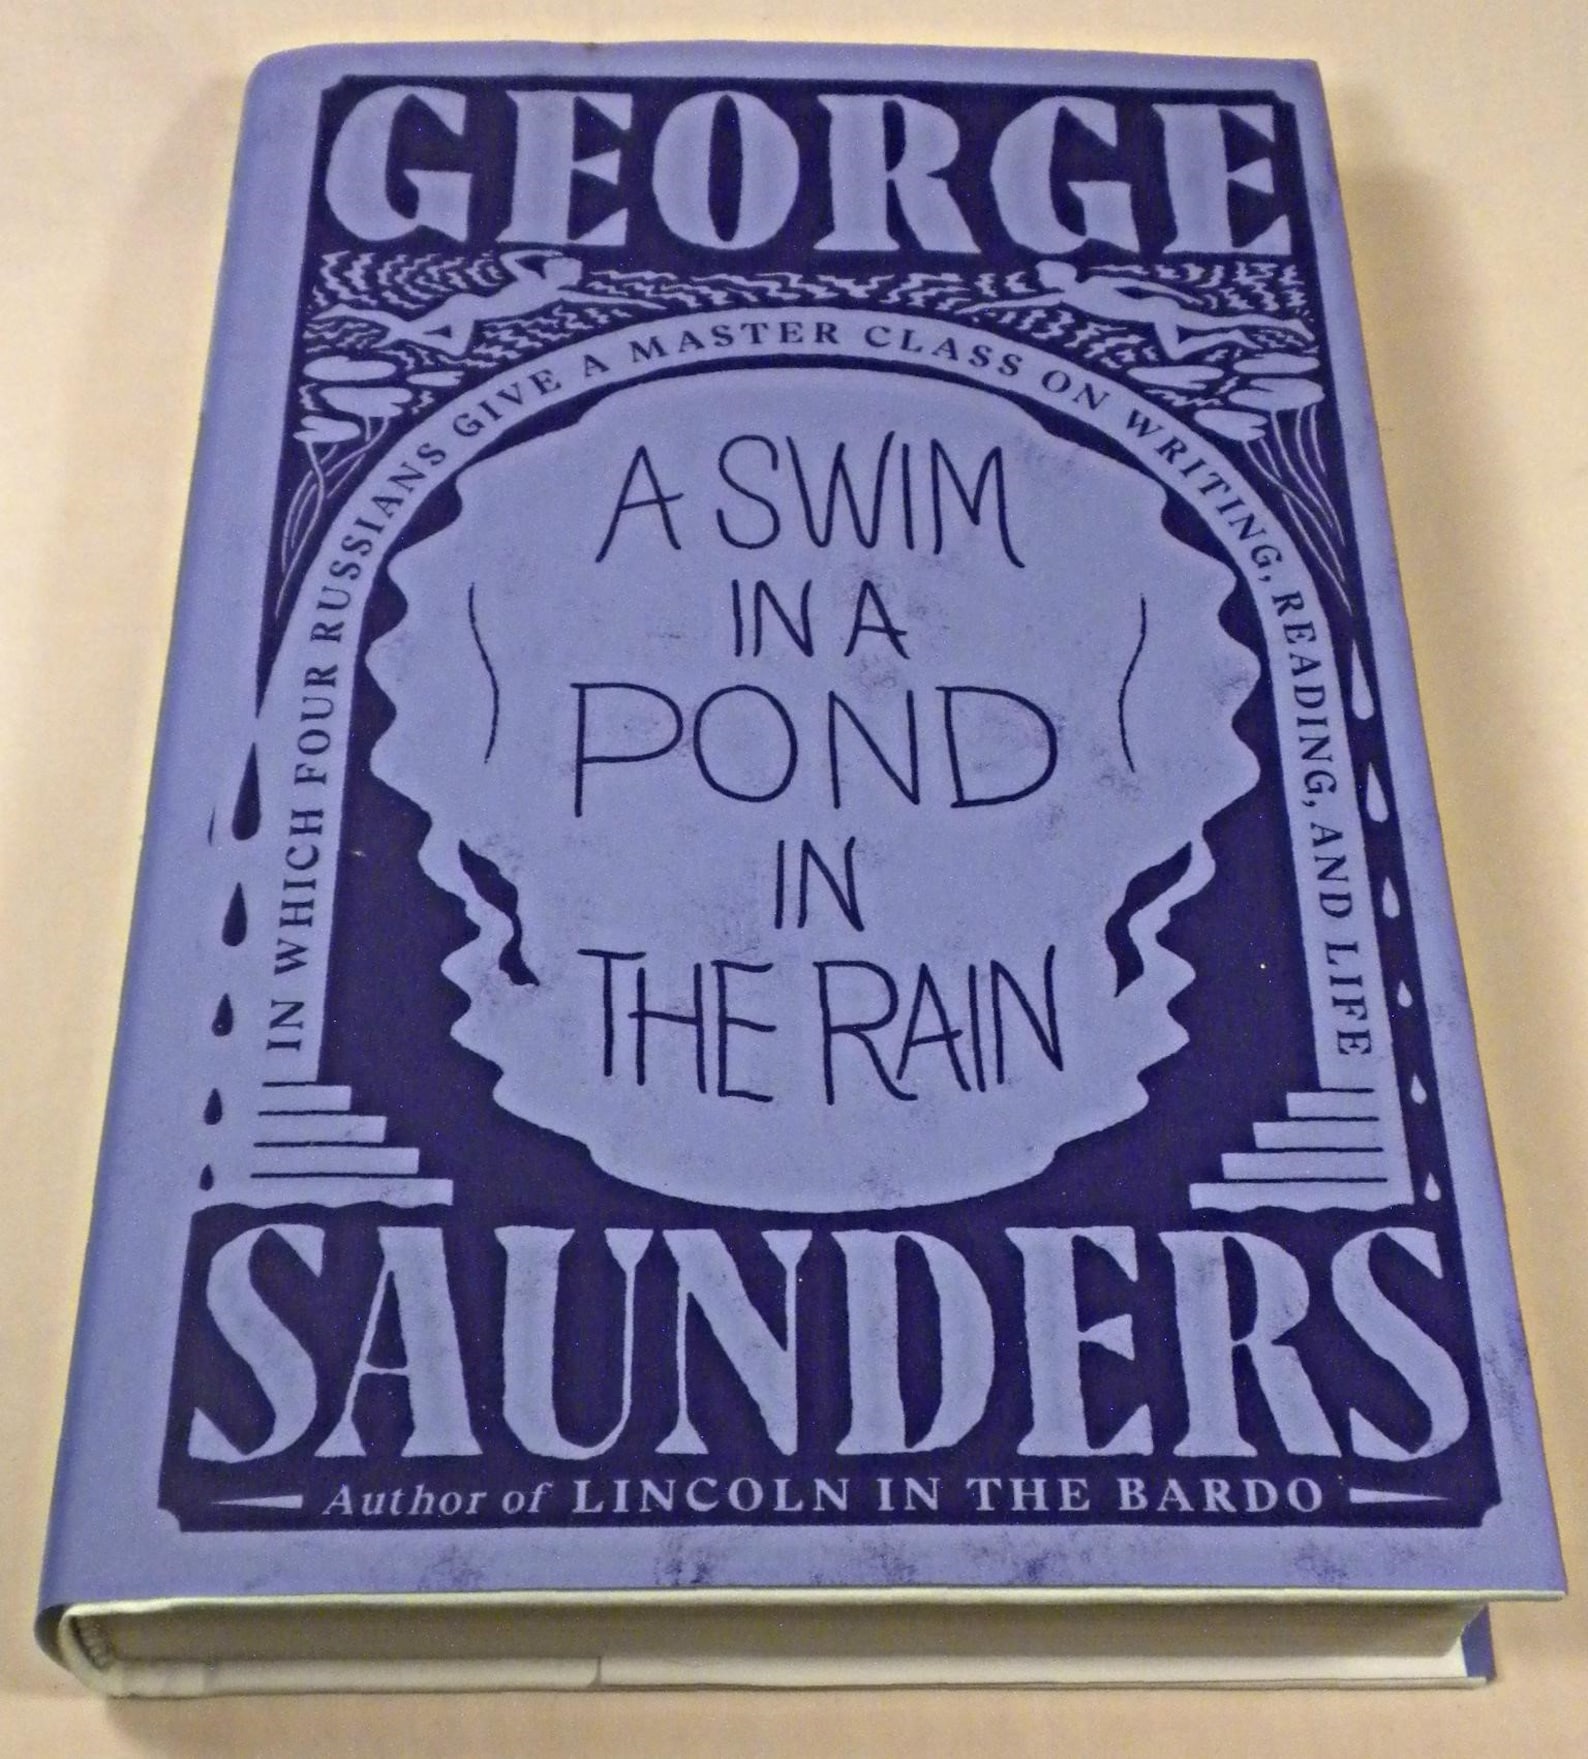 GEORGE
IN WHICH FOUR RUSSIANS GIVE A MASTER CLASS ON WRITING, READING, AND LIFE
A SWIM
IN A
POND
IN
THE RAIN
SAUNDERS
Author of LINCOLN IN THE BARDO